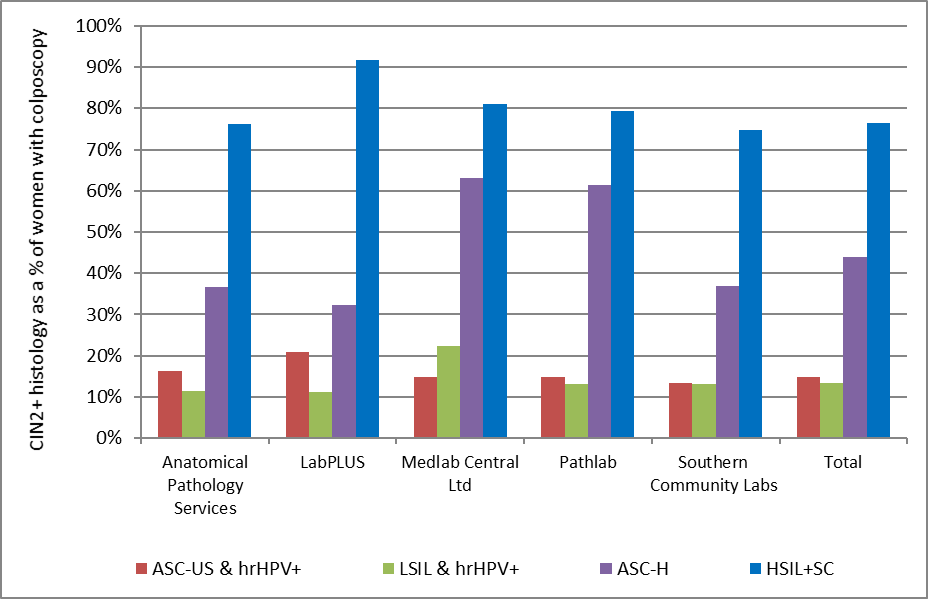 CIN2+ histology as a % of women with colposcopy
100%
90%
80%
70%
60%
50%
40%
30%
20%
10%
0%
Anatomical
Pathology
Services
LabPLUS
Medlab Central
Ltd
Pathlab
Southern
Community Labs
Total
ASC-US & hrHPV+
LSIL & hrHPV+
ASC-H
HSIL+SC